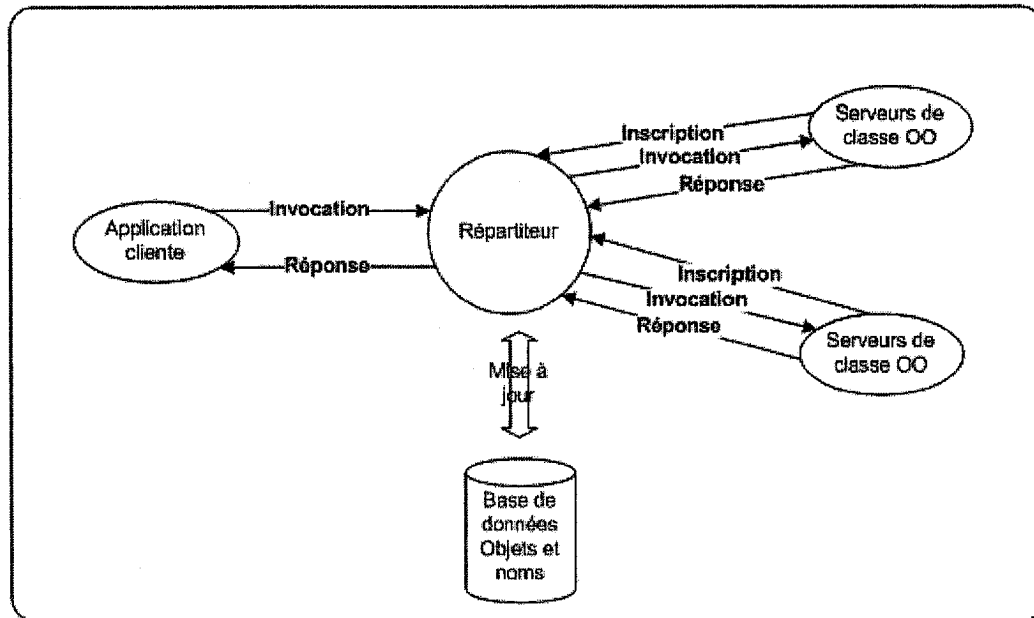 Serveurs de
classe OO
Inscription
Invocation
Réponse
Application
cliente
Invocation
Réponse
Répartiteur
Inscription
Invocation
Réponse
Serveurs de
classe OO
Mise à
jour
Base de
données
Objets et
noms